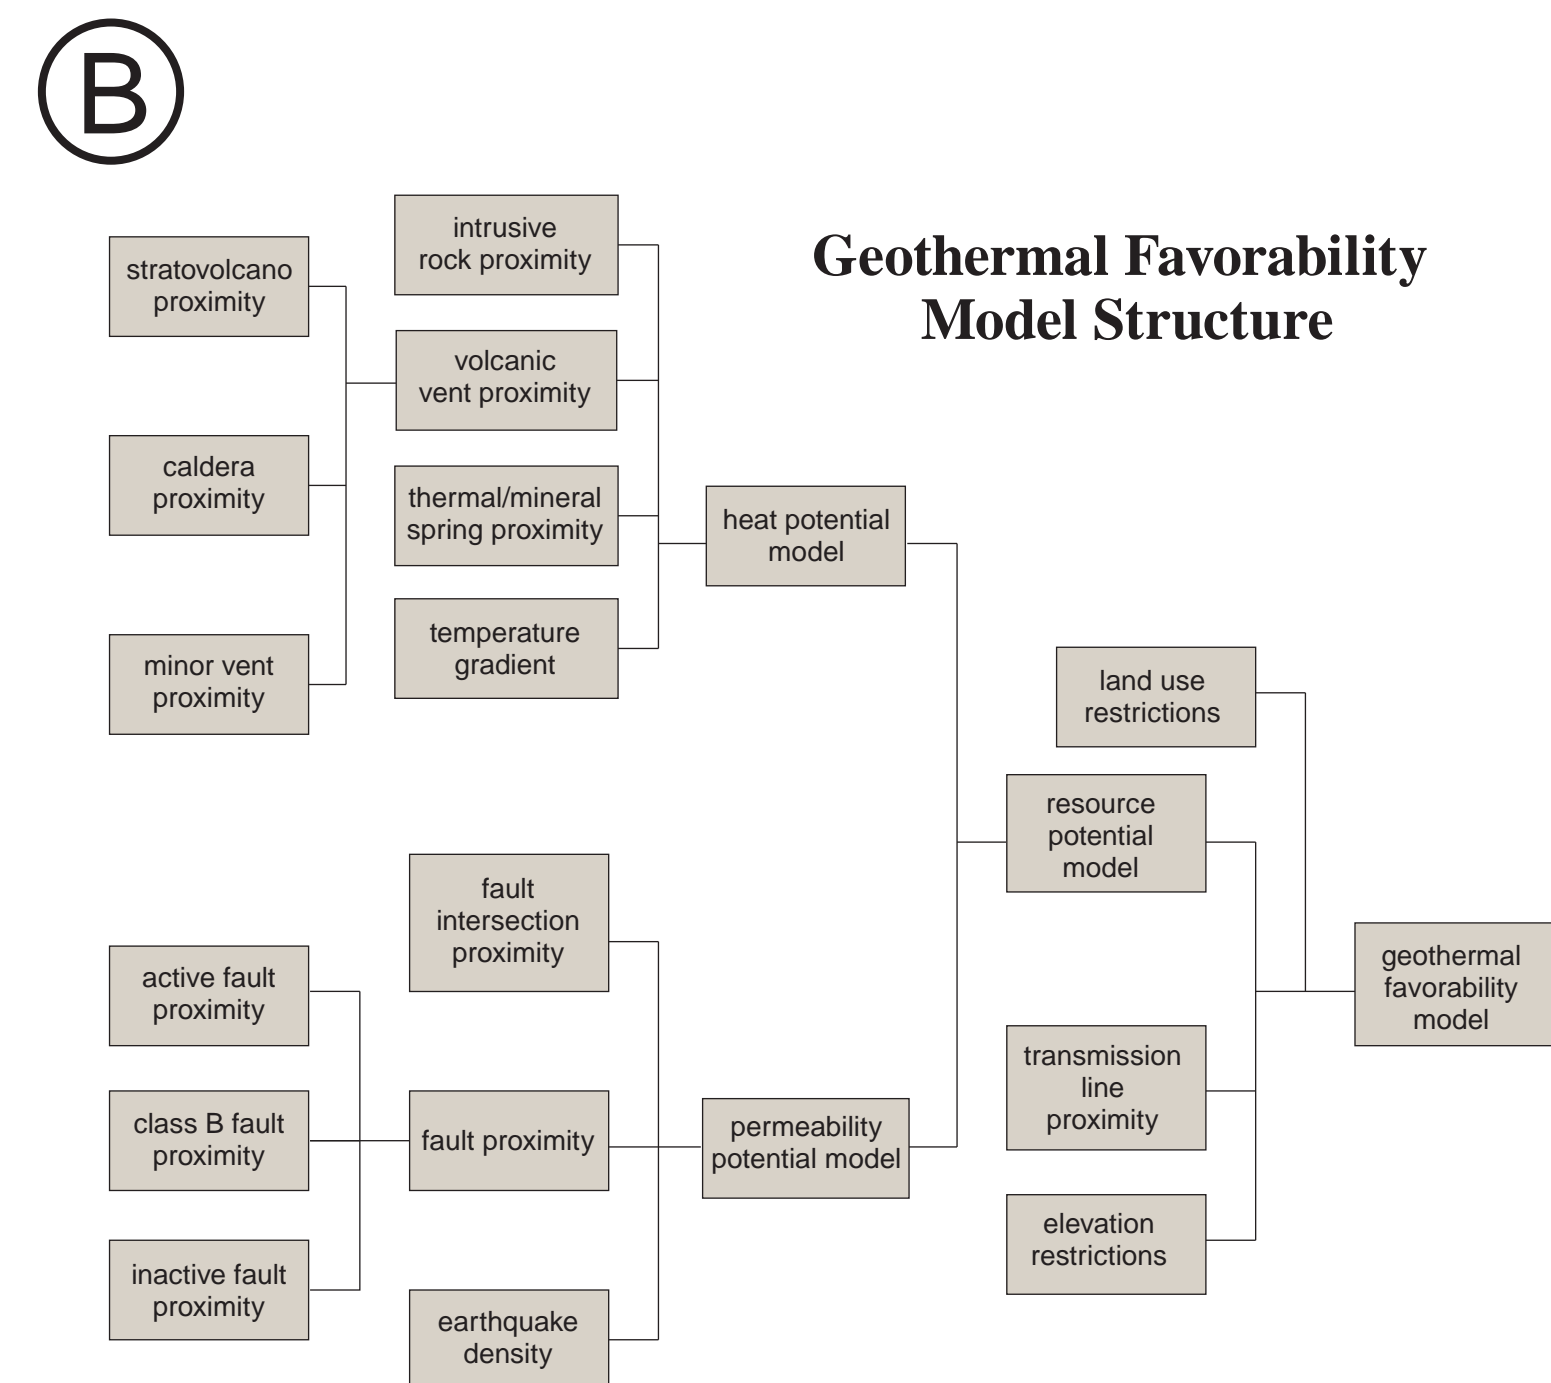 B
Geothermal Favorability
Model Structure
stratovolcano
proximity
caldera
proximity
minor vent
proximity
intrusive
rock proximity
volcanic
vent proximity
thermal/mineral
spring proximity
temperature
gradient
heat potential
model
active fault
proximity
class B fault
proximity
inactive fault
proximity
fault
intersection
proximity
fault proximity
earthquake
density
permeability
potential model
land use
restrictions
resource
potential
model
transmission
line
proximity
elevation
restrictions
geothermal
favorability
model